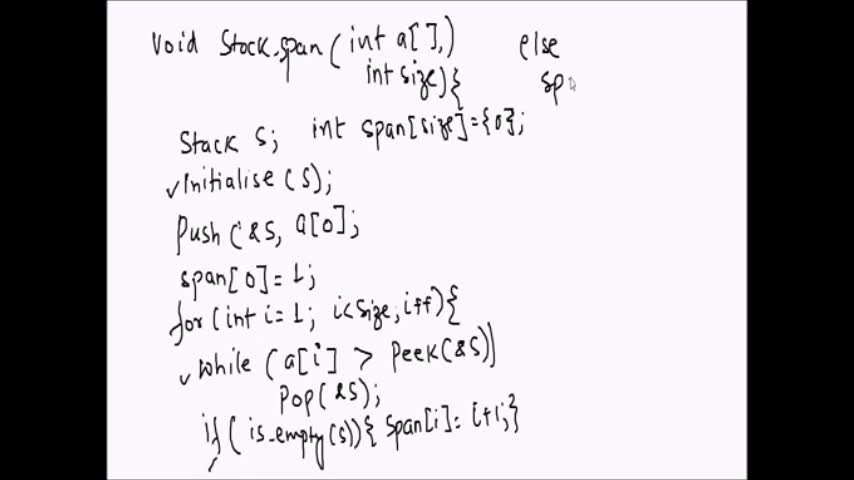 void Stock_span (int a[],)
int size){
Stack s; int span[size]={0};
✓Initialise (s);
Push (&s, a[0];
span[0]= 1;
for (int i=1; i<size; i++){
✓while (a[i] > Peek(&s))
Pop(&s);
if( is_empty(s)){ span[i]= i+1;}
else
sp